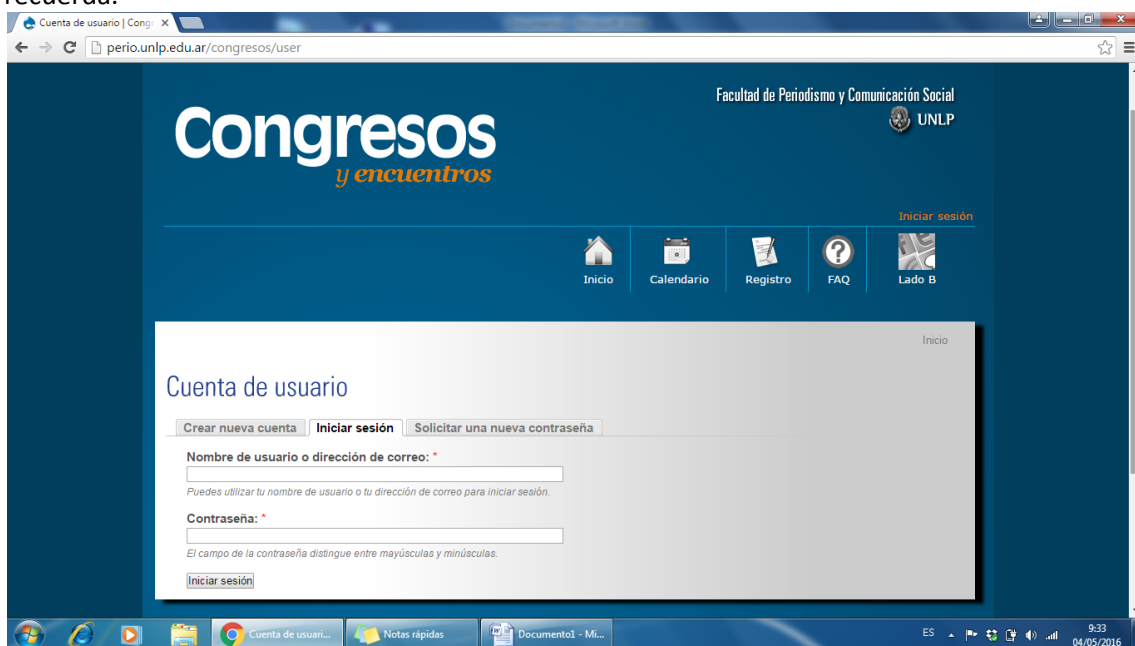 recuerda.
Cuenta de usuario | Cong
perio.unlp.edu.ar/congresos/user
Facultad de Periodismo y Comunicación Social
UNLP
Congresos
y encuentros
Iniciar sesión
Inicio
Calendario
Registro
FAQ
Lado B
Inicio
Cuenta de usuario
Crear nueva cuenta
Iniciar sesión
Solicitar una nueva contraseña
Nombre de usuario o dirección de correo: *
Puedes utilizar tu nombre de usuario o tu dirección de correo para iniciar sesión.
Contraseña: *
El campo de la contraseña distingue entre mayúsculas y minúsculas.
Iniciar sesión
Cuenta de usuari...
Notas rápidas
Documento1 - Mi...
ES
9:33
04/05/2016